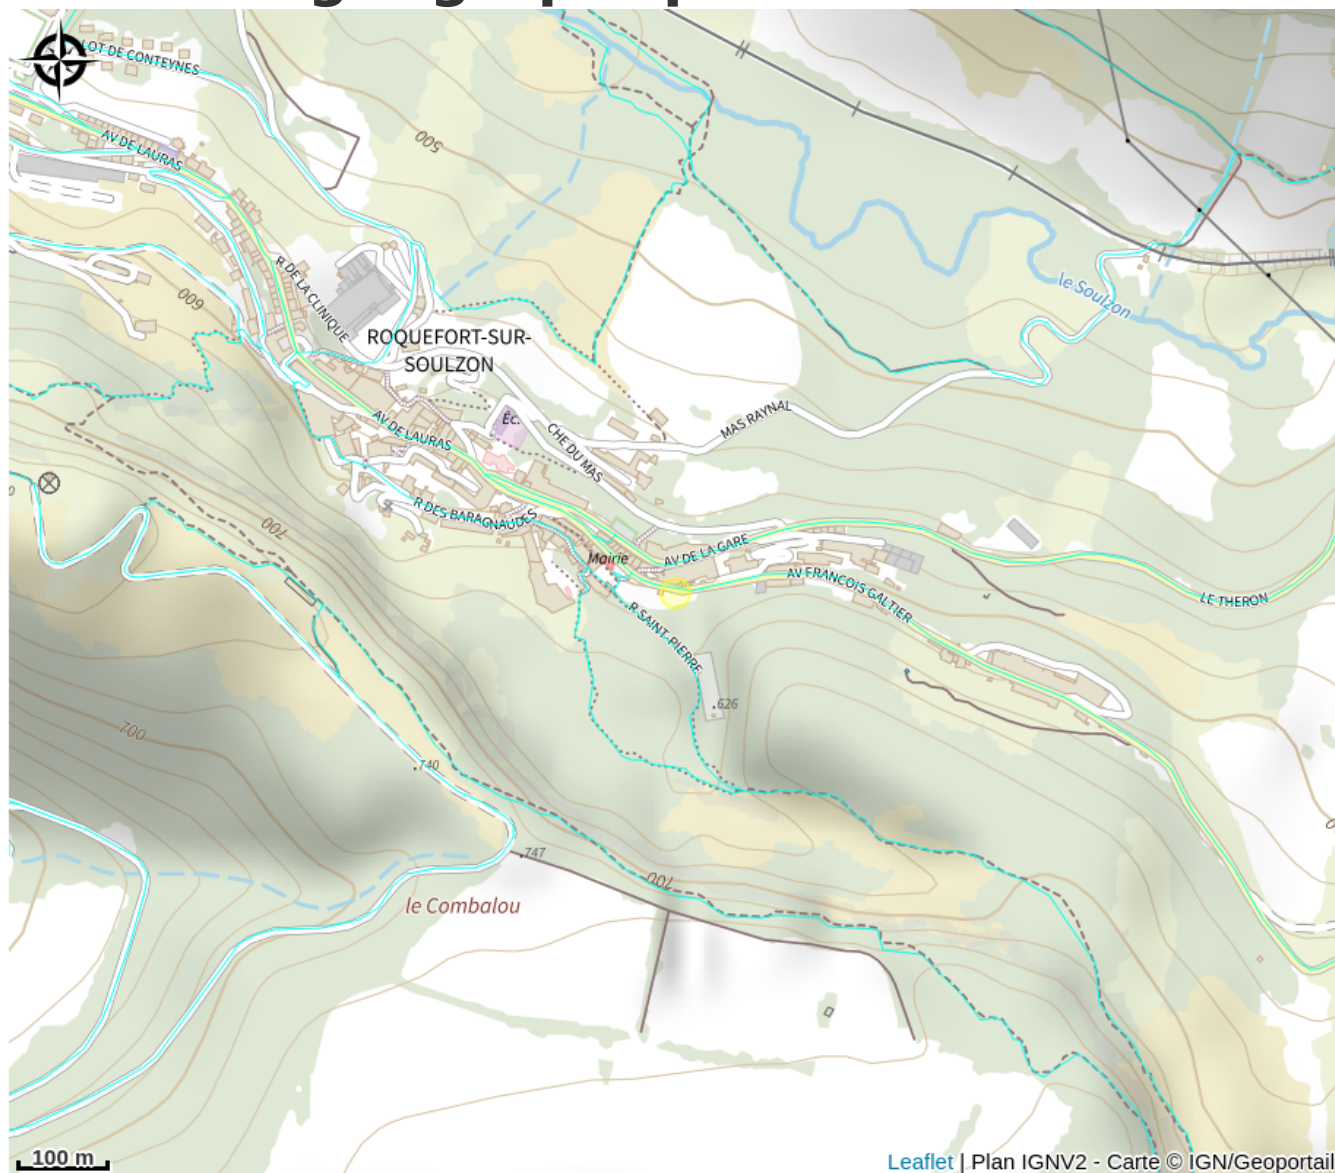 LOT DE CONTEYNES
AV DE LAURAS
500
R DE LA CLINIQUE
600
le Soulzon
ROQUEFORT-SUR-
SOULZON
Éc.
AV DE LAURAS
CHE DU MAS
MAS RAYNAL
R DES BARAGNAUDES
700
Mairie
AV DE LA GARE
AV FRANCOIS GALTIER
LE THERON
R SAINT-PIERRE
626
700
740
747
700
le Combalou
100 m
Leaflet | Plan IGNV2 - Carte © IGN/Geoportail